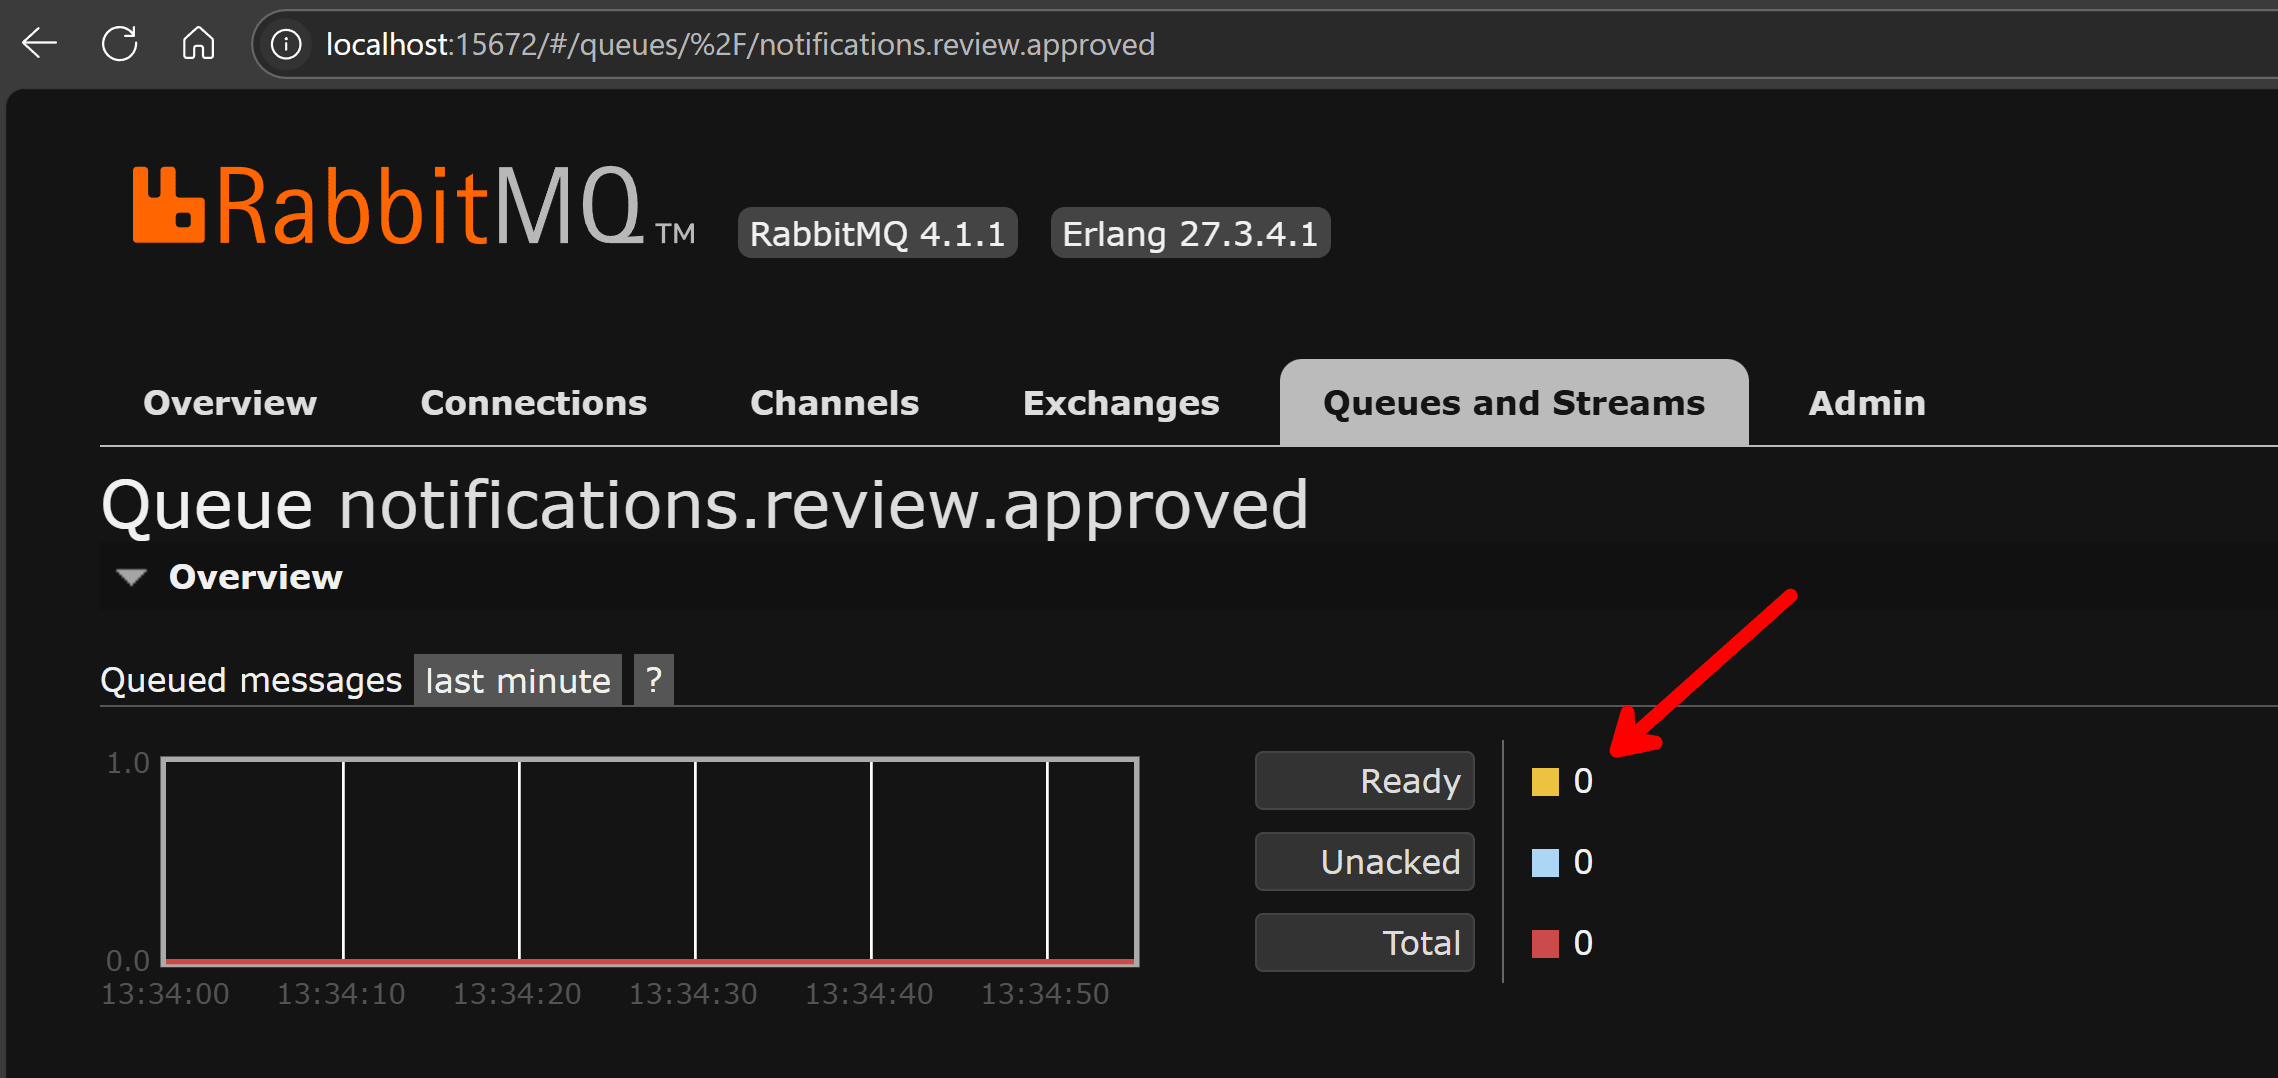 localhost:15672/#/queues/%2F/notifications.review.approved
RabbitMQ TM RabbitMQ 4.1.1 Erlang 27.3.4.1
Overview Connections Channels Exchanges Queues and Streams Admin
Queue notifications.review.approved
Overview
Queued messages last minute ?
1.0
0.0
13:34:00 13:34:10 13:34:20 13:34:30 13:34:40 13:34:50
Ready 0
Unacked 0
Total 0